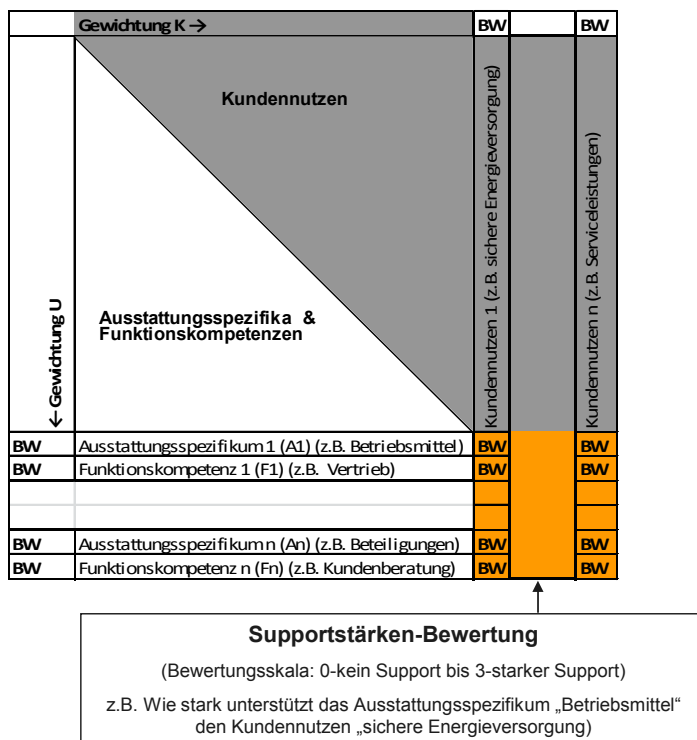 Gewichtung K → BW BW
Kundennutzen
Kundennutzen 1 (z.B. sichere Energieversorgung)
Kundennutzen n (z.B. Serviceleistungen)
← Gewichtung U
Ausstattungsspezifika &
Funktionskompetenzen
BW Ausstattungsspezifikum 1 (A1) (z.B. Betriebsmittel) BW BW
BW Funktionskompetenz 1 (F1) (z.B. Vertrieb) BW BW
BW Ausstattungsspezifikum n (An) (z.B. Beteiligungen) BW BW
BW Funktionskompetenz n (Fn) (z.B. Kundenberatung) BW BW
Supportstärken-Bewertung
(Bewertungsskala: 0-kein Support bis 3-starker Support)
z.B. Wie stark unterstützt das Ausstattungsspezifikum „Betriebsmittel“
den Kundennutzen „sichere Energieversorgung)